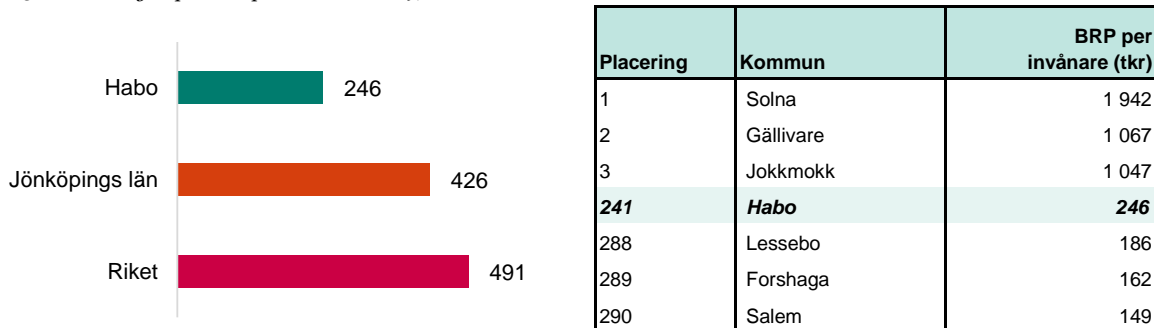 Habo 246
Jönköpings län 426
Riket 491
Placering Kommun BRP per invånare (tkr)
1 Solna 1 942
2 Gällivare 1 067
3 Jokkmokk 1 047
241 Habo 246
288 Lessebo 186
289 Forshaga 162
290 Salem 149